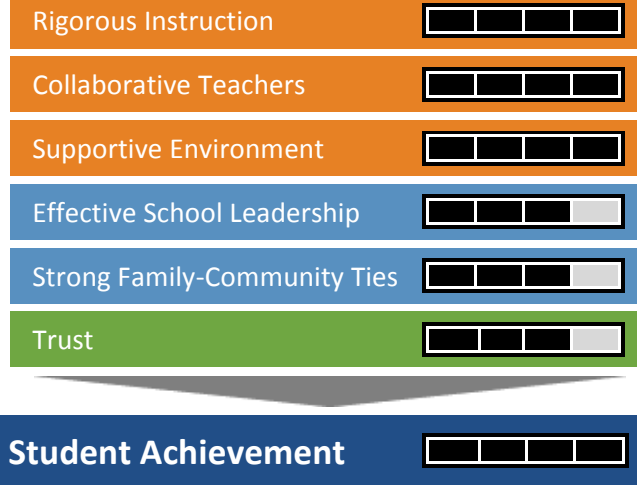 Rigorous Instruction
Collaborative Teachers
Supportive Environment
Effective School Leadership
Strong Family-Community Ties
Trust
Student Achievement